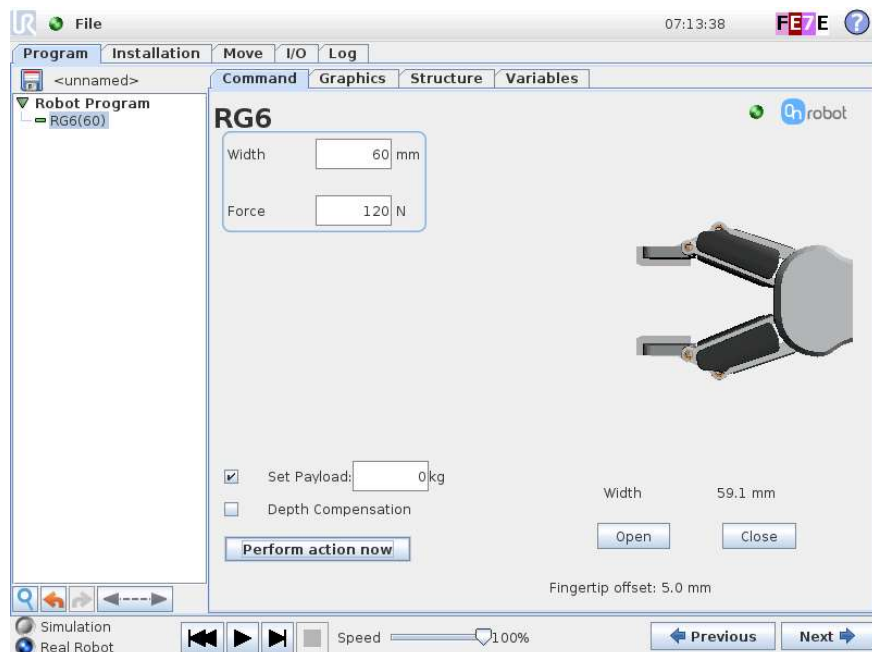 UR File 07:13:38 FE7E ?
Program Installation Move I/O Log
<unnamed> Command Graphics Structure Variables
Robot Program
RG6(60)
RG6
On robot
Width 60 mm
Force 120 N
Set Payload: 0 kg
Depth Compensation
Perform action now
Width 59.1 mm
Open Close
Fingertip offset: 5.0 mm
Simulation
Real Robot
Speed 100%
Previous Next